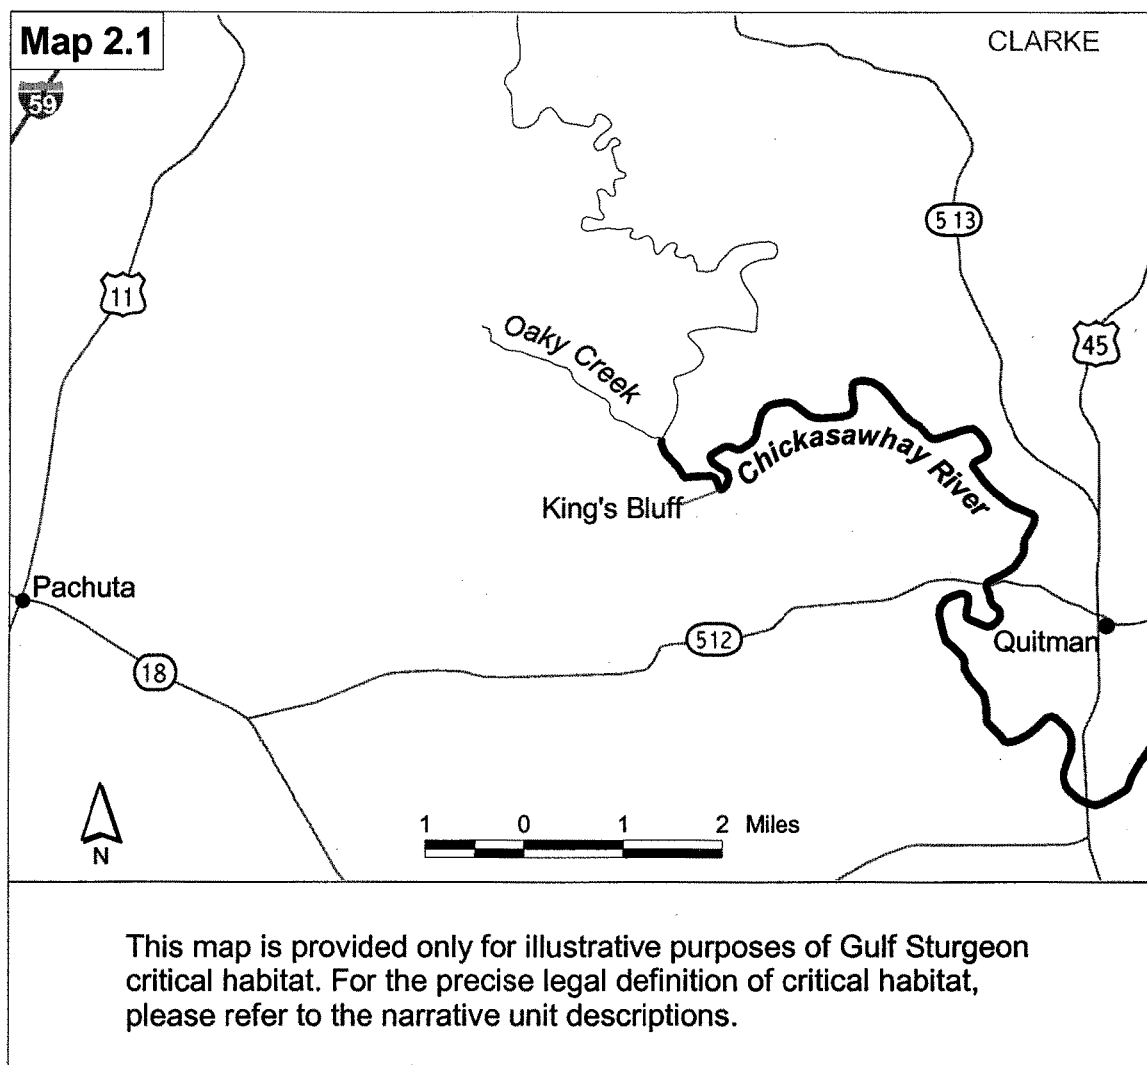 Map 2.1
CLARKE
59
5 13
11
45
Oaky Creek
Chickasawhay River
King's Bluff
Pachuta
Quitman
512
18
1 0 1 2 Miles
N
This map is provided only for illustrative purposes of Gulf Sturgeon
critical habitat. For the precise legal definition of critical habitat,
please refer to the narrative unit descriptions.